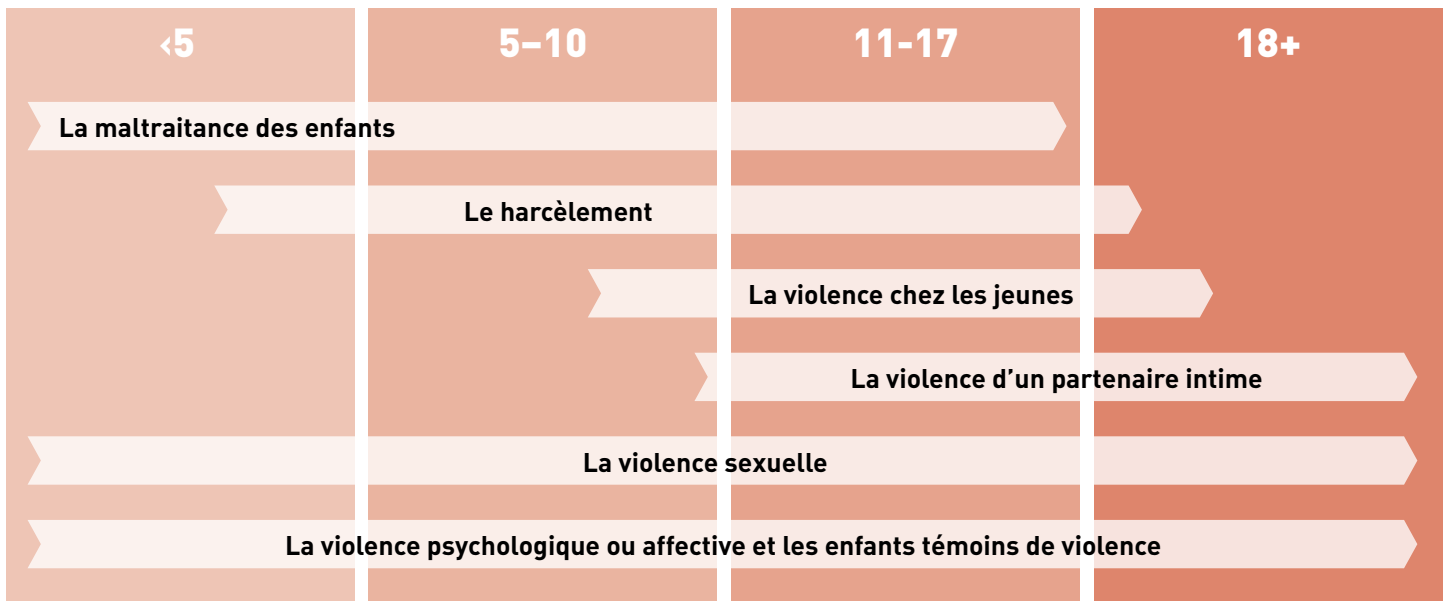 <5
5–10
11-17
18+
La maltraitance des enfants
Le harcèlement
La violence chez les jeunes
La violence d’un partenaire intime
La violence sexuelle
La violence psychologique ou affective et les enfants témoins de violence